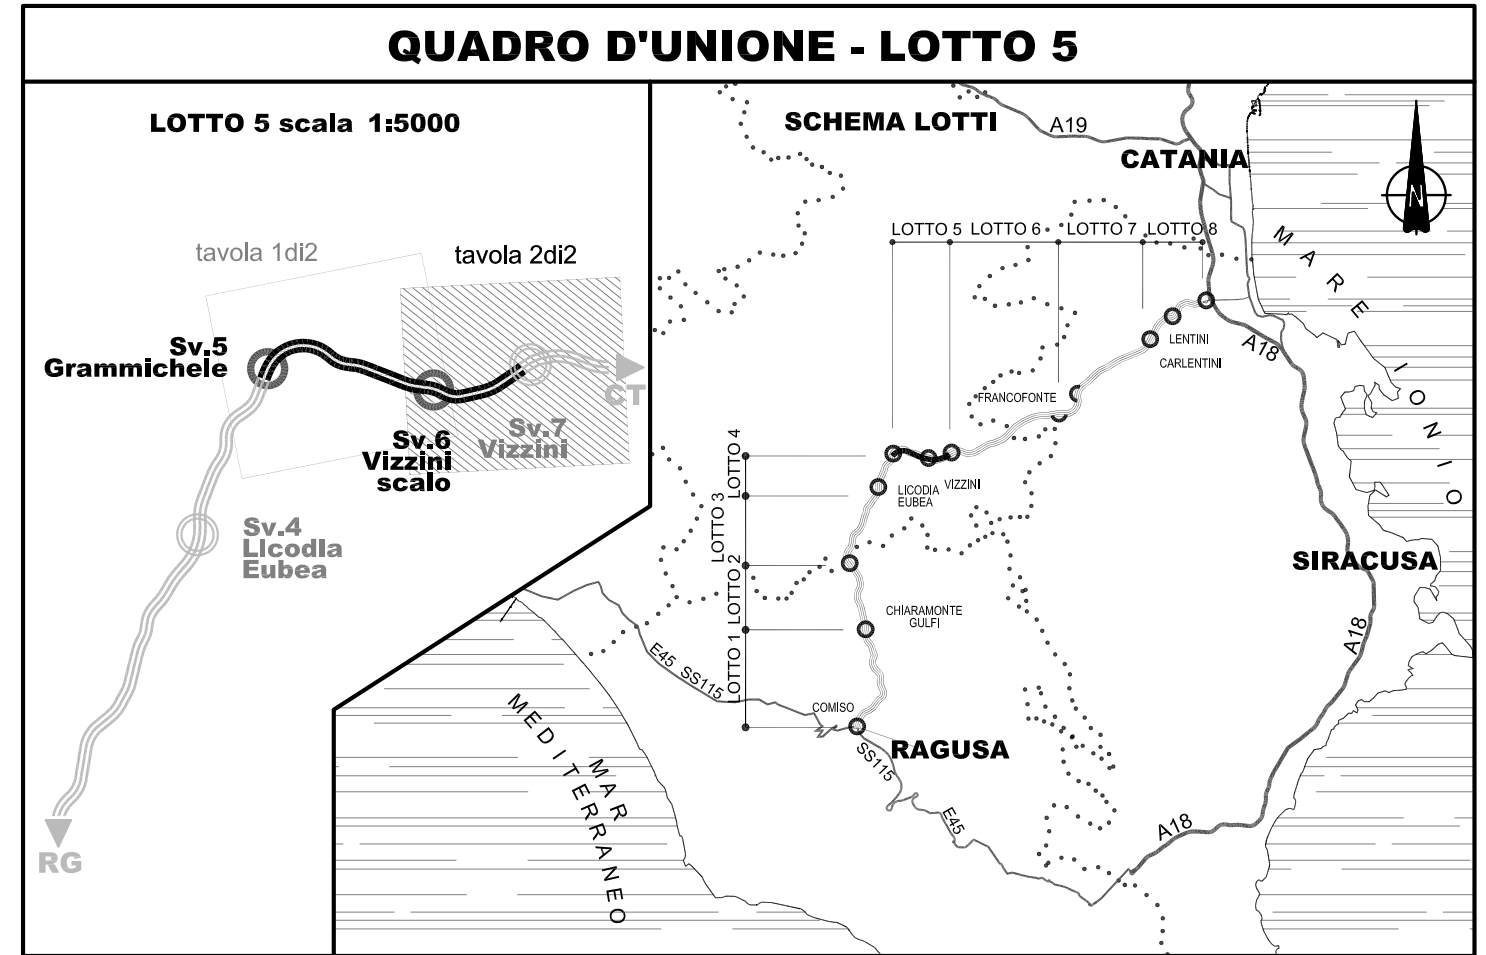 QUADRO D'UNIONE - LOTTO 5
LOTTO 5 scala 1:5000
tavola 1di2
tavola 2di2
Sv.5
Grammichele
CT
Sv.6
Vizzini
scalo
Sv.7
Vizzini
Sv.4
LIcodIa
Eubea
RG
SCHEMA LOTTI
A19
CATANIA
N
LOTTO 5
LOTTO 6
LOTTO 7
LOTTO 8
MARE
IONIO
LENTINI
CARLENTINI
A18
FRANCOFONTE
LOTTO 4
LOTTO 3
LOTTO 2
LOTTO 1
LICODIA
EUBEA
VIZZINI
SIRACUSA
CHIARAMONTE
GULFI
A18
E45
SS115
COMISO
RAGUSA
SS115
E45
A18
MAR
MEDITERRANEO